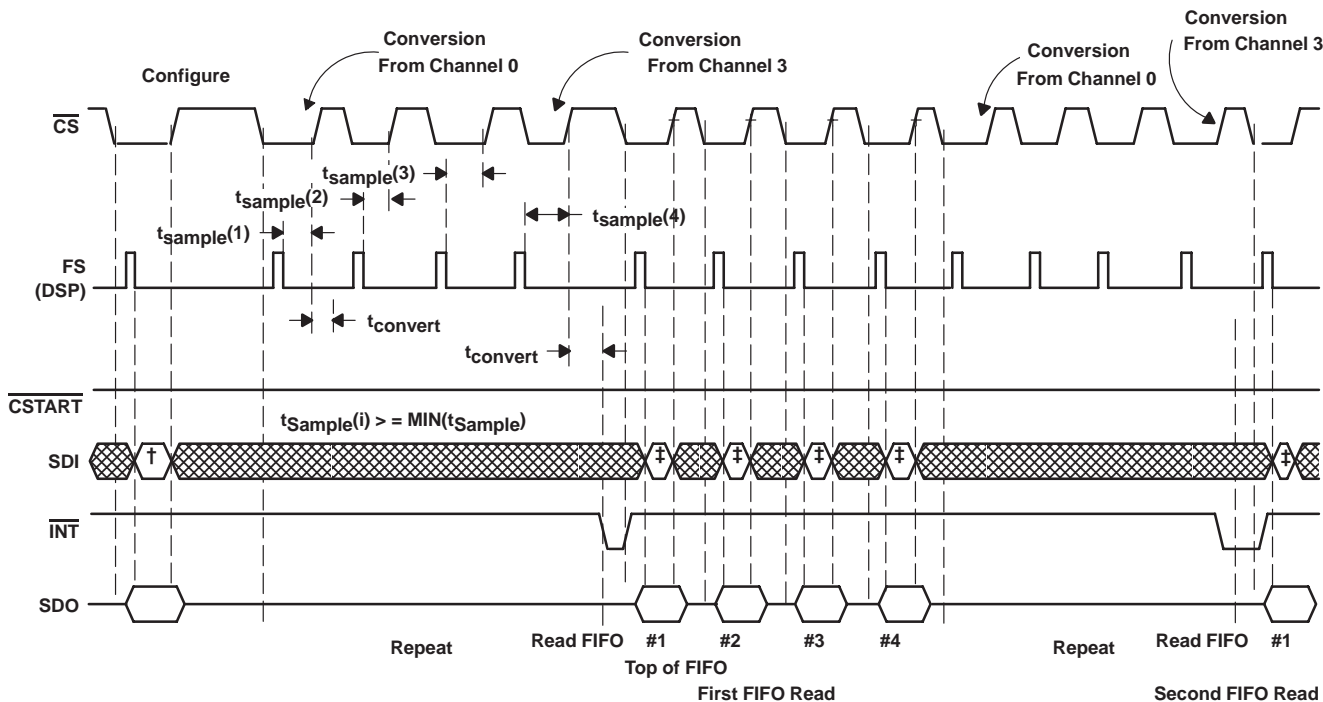 Configure
Conversion
From Channel 0
Conversion
From Channel 3
Conversion
From Channel 0
Conversion
From Channel 3
CS
tsample(3)
tsample(2)
tsample(4)
tsample(1)
FS
(DSP)
tconvert
tconvert
CSTART
tSample(i) > = MIN(tSample)
SDI
†
‡
‡
‡
‡
‡
INT
SDO
Repeat
Read FIFO
#1
#2
#3
#4
Repeat
Read FIFO
#1
Top of FIFO
First FIFO Read
Second FIFO Read